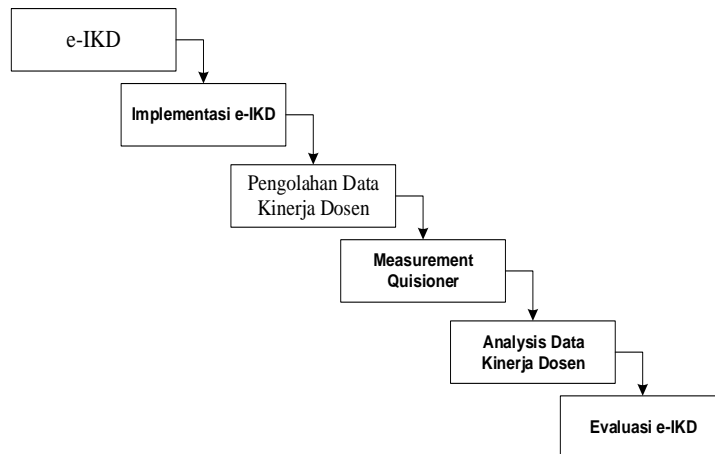 e-IKD
Implementasi e-IKD
Pengolahan Data
Kinerja Dosen
Measurement
Quisioner
Analysis Data
Kinerja Dosen
Evaluasi e-IKD